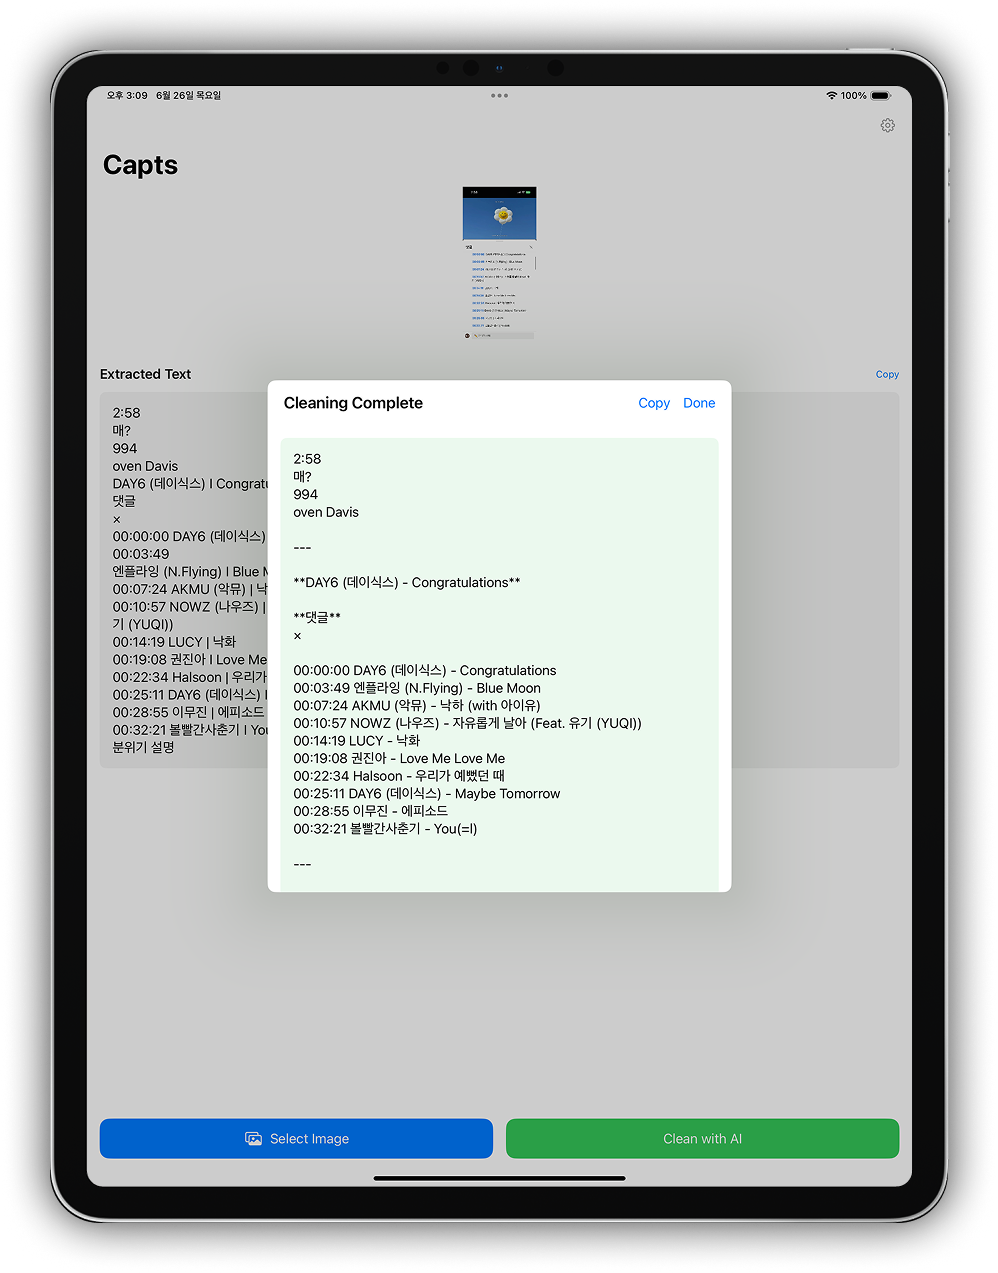 오후 3:09 6월 26일 목요일
100%
Capts
Extracted Text
Copy
2:58
매?
994
oven Davis
DAY6 (데이식스) I Congratu
댓글
×
00:00:00 DAY6 (데이식스)
00:03:49
엔플라잉 (N.Flying) I Blue M
00:07:24 AKMU (악뮤) | 낙
00:10:57 NOWZ (나우즈) |
기 (YUQI))
00:14:19 LUCY | 낙화
00:19:08 권진아 I Love Me
00:22:34 Halsoon | 우리가
00:25:11 DAY6 (데이식스) I
00:28:55 이무진 | 에피소드
00:32:21 볼빨간사춘기 I You
분위기 설명
Cleaning Complete
Copy Done
2:58
매?
994
oven Davis
---
**DAY6 (데이식스) - Congratulations**
**댓글**
×
00:00:00 DAY6 (데이식스) - Congratulations
00:03:49 엔플라잉 (N.Flying) - Blue Moon
00:07:24 AKMU (악뮤) - 낙하 (with 아이유)
00:10:57 NOWZ (나우즈) - 자유롭게 날아 (Feat. 유기 (YUQI))
00:14:19 LUCY - 낙화
00:19:08 권진아 - Love Me Love Me
00:22:34 Halsoon - 우리가 예뻤던 때
00:25:11 DAY6 (데이식스) - Maybe Tomorrow
00:28:55 이무진 - 에피소드
00:32:21 볼빨간사춘기 - You(=I)
---
Select Image
Clean with AI